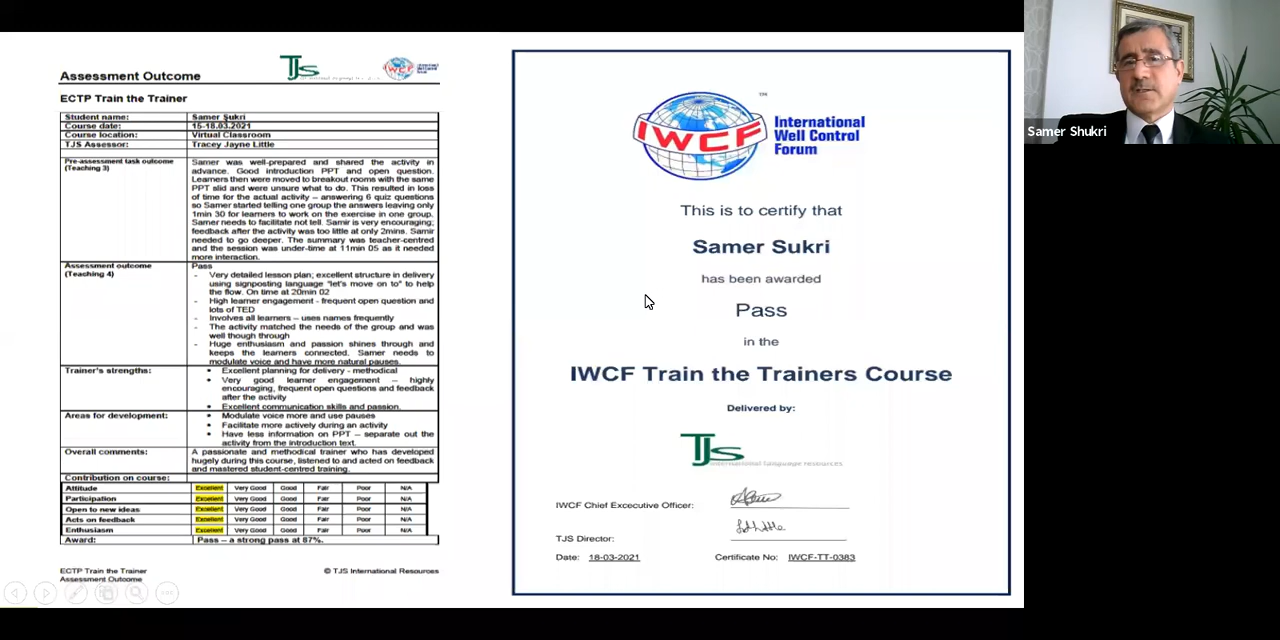 Assessment Outcome
TJS
IWCF
ECTP Train the Trainer
Student name: Samer Şukri
Course date: 15-18.03.2021
Course location: Virtual Classroom
TJS Assessor: Tracey Jayne Little
Pre-assessment task outcome
(Teaching 3)
Samer was well-prepared and shared the activity in
advance. Good introduction PPT and open question.
Learners then were moved to breakout rooms with the same
PPT slid and were unsure what to do. This resulted in loss
of time for the actual activity – answering 6 quiz questions
so Samer started telling one group the answers leaving only
1min 30 for learners to work on the exercise in one group.
Samer needs to facilitate not tell. Samir is very encouraging;
feedback after the activity was too little at only 2mins. Samir
needed to go deeper. The summary was teacher-centred
and the session was under-time at 11min 05 as it needed
more interaction.
Assessment outcome
(Teaching 4)
Pass
- Very detailed lesson plan; excellent structure in delivery
using signposting language "let's move on to" to help
the flow. On time at 20min 02
- High learner engagement - frequent open question and
lots of TED
- Involves all learners – uses names frequently
- The activity matched the needs of the group and was
well though through
- Huge enthusiasm and passion shines through and
keeps the learners connected. Samer needs to
modulate voice and have more natural pauses.
Trainer's strengths:
• Excellent planning for delivery - methodical
• Very good learner engagement – highly
encouraging, frequent open questions and feedback
after the activity
• Excellent communication skills and passion.
Areas for development:
• Modulate voice more and use pauses
• Facilitate more actively during an activity
• Have less information on PPT – separate out the
activity from the introduction text.
Overall comments:
A passionate and methodical trainer who has developed
hugely during this course, listened to and acted on feedback
and mastered student-centred training.
Contribution on course:
Attitude Excellent Very Good Good Fair Poor N/A
Participation Excellent Very Good Good Fair Poor N/A
Open to new ideas Excellent Very Good Good Fair Poor N/A
Acts on feedback Excellent Very Good Good Fair Poor N/A
Enthusiasm Excellent Very Good Good Fair Poor N/A
Award: Pass – a strong pass at 87%.
ECTP Train the Trainer
Assessment Outcome
© TJS International Resources
IWCF
TM
International
Well Control
Forum
This is to certify that
Samer Sukri
has been awarded
Pass
in the
IWCF Train the Trainers Course
Delivered by:
TJS
International Language Resources
IWCF Chief Excecutive Officer:
TJS Director:
Date: 18-03-2021
Certificate No: IWCF-TT-0383
Samer Shukri